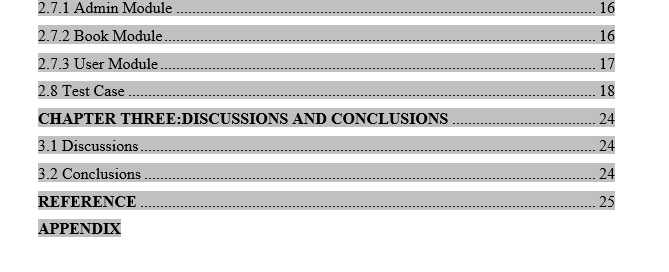 2.7.1 Admin Module ........................................ 16
2.7.2 Book Module ........................................ 16
2.7.3 User Module ........................................ 17
2.8 Test Case ........................................ 18
CHAPTER THREE:DISCUSSIONS AND CONCLUSIONS ........................................ 24
3.1 Discussions ........................................ 24
3.2 Conclusions ........................................ 24
REFERENCE ........................................ 25
APPENDIX